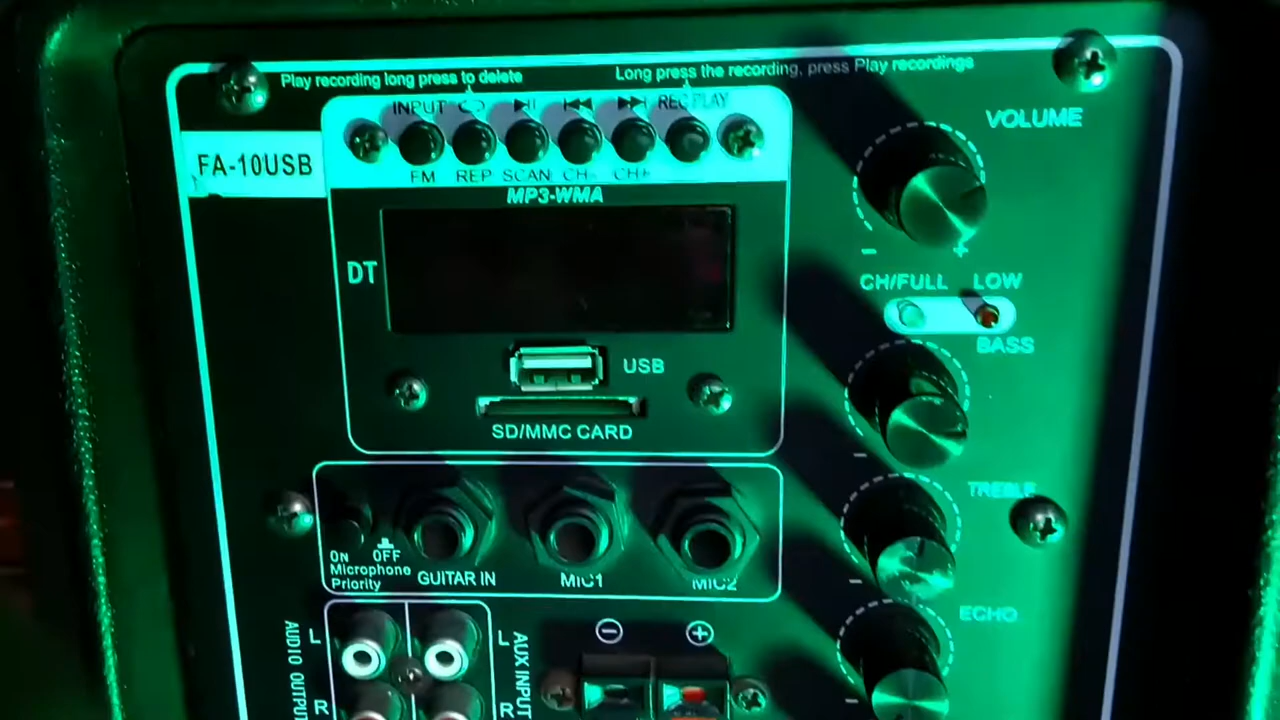 Play recording long press to delete
Long press the recording, press Play recordings
INPUT
REC PLAY
FM REP SCAN CH- CH+
FA-10USB
MP3-WMA
DT
USB
SD/MMC CARD
VOLUME
- +
CH/FULL LOW
BASS
-
TREBLE
-
ECHO
-
ON OFF
Microphone
Priority
GUITAR IN
MIC1
MIC2
AUDIO OUTPUT
L
R
AUX INPUT
L
R
- +